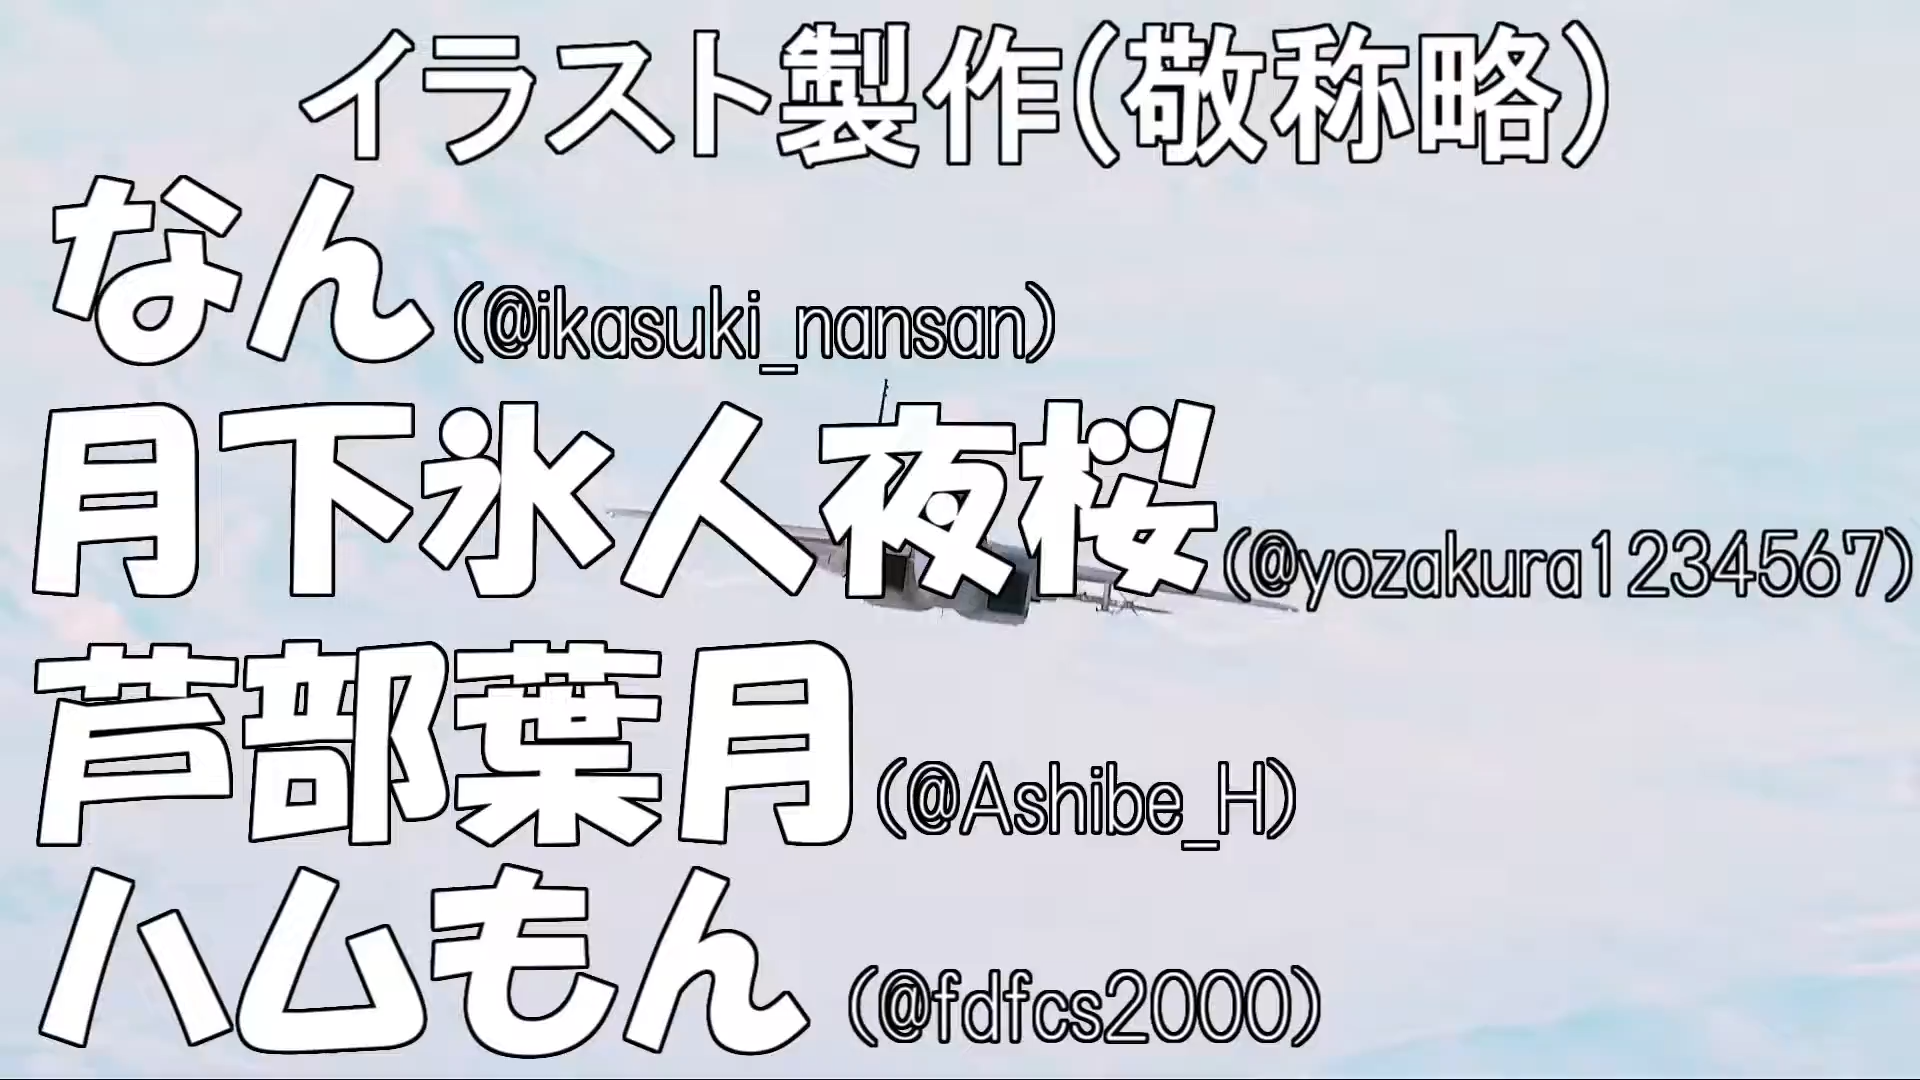 イラスト製作(敬称略)
なん(@ikasuki_nansan)
月下氷人夜桜(@yozakura1234567)
芦部葉月(@Ashibe_H)
ハムもん(@fdfcs2000)